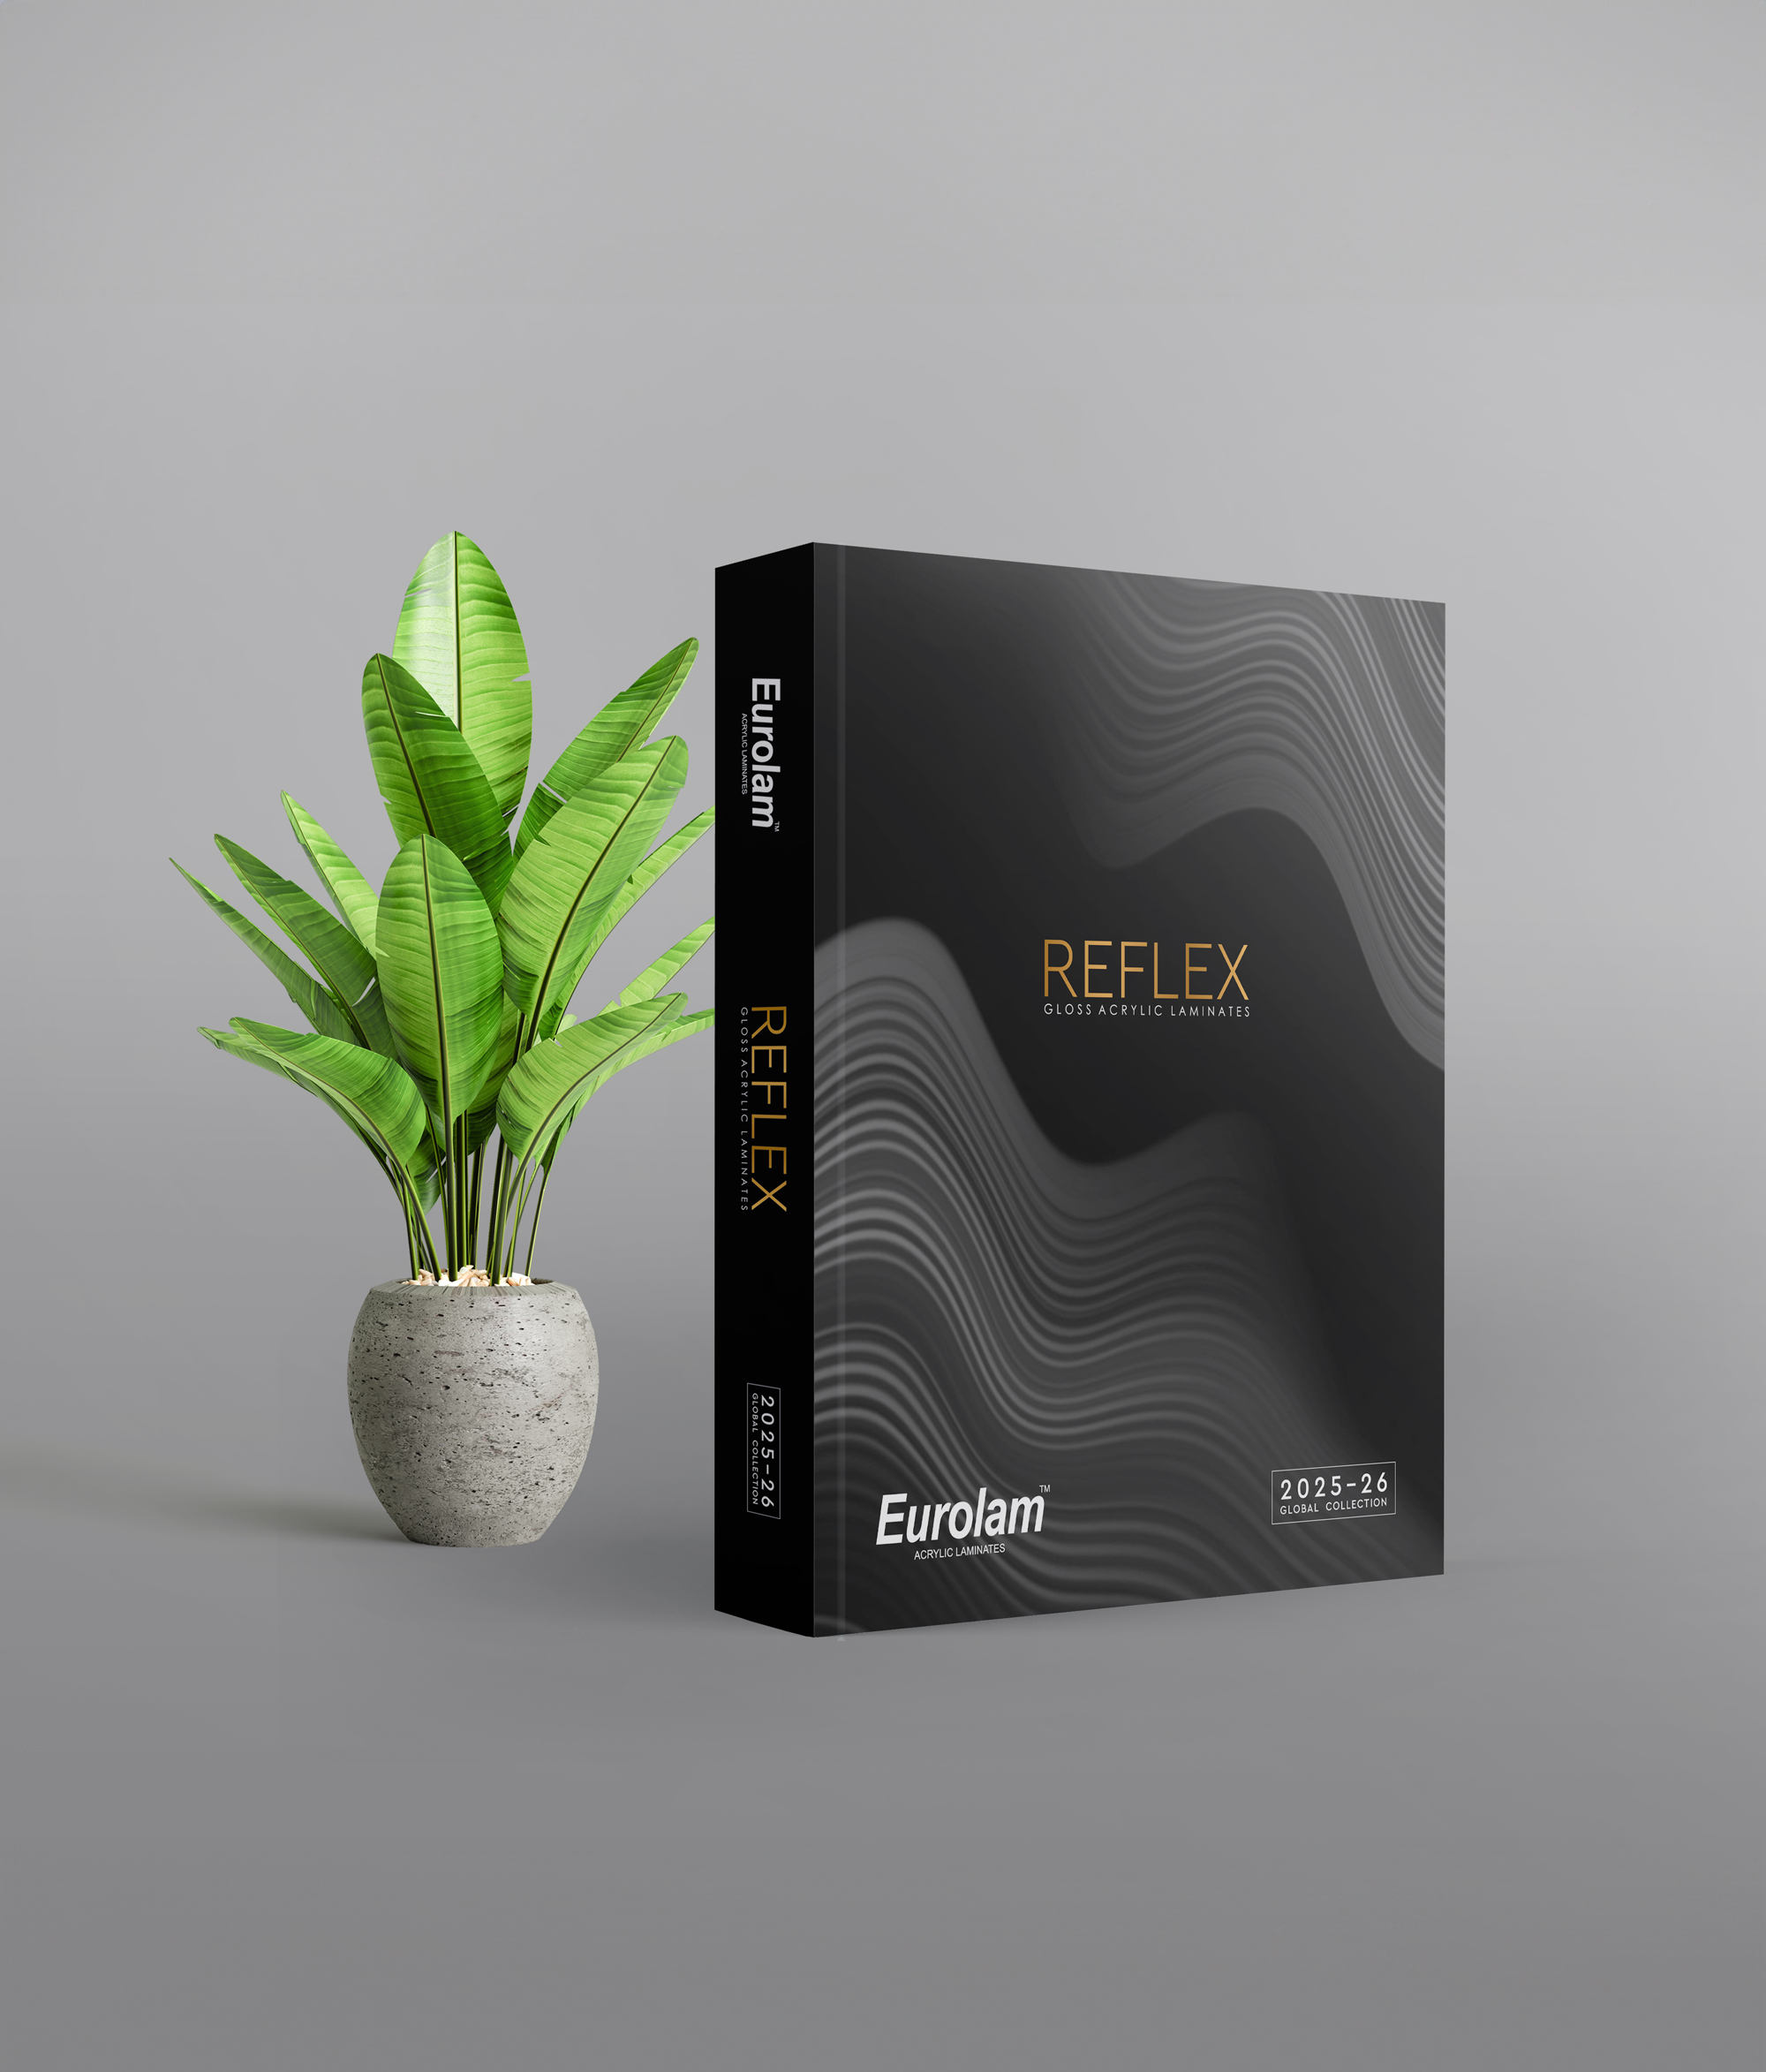 Eurolam™
ACRYLIC LAMINATES
REFLEX
GLOSS ACRYLIC LAMINATES
2025-26
GLOBAL COLLECTION
REFLEX
GLOSS ACRYLIC LAMINATES
Eurolam™
ACRYLIC LAMINATES
2025-26
GLOBAL COLLECTION